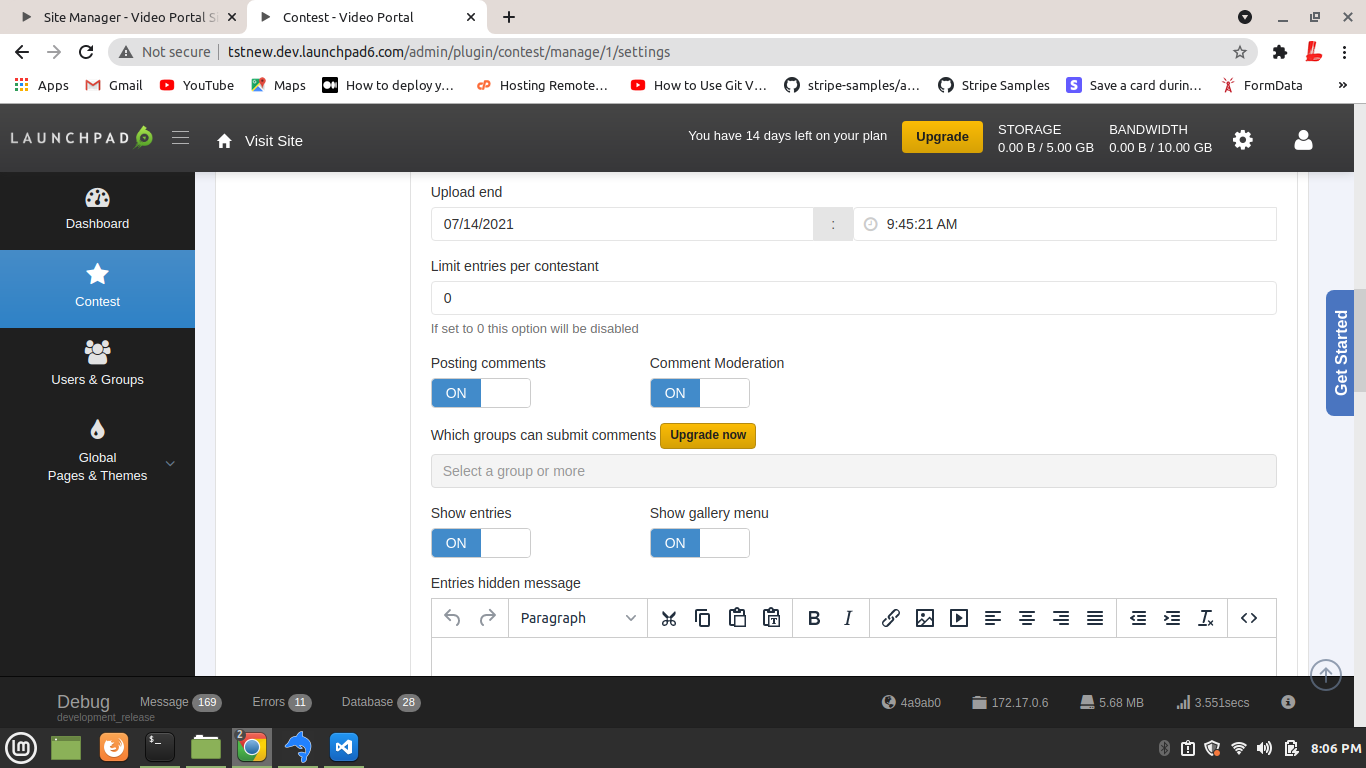 Site Manager - Video Portal S
Contest - Video Portal
Not secure
tstnew.dev.launchpad6.com/admin/plugin/contest/manage/1/settings
Apps
Gmail
YouTube
Maps
How to deploy y…
Hosting Remote…
How to Use Git V…
stripe-samples/a…
Stripe Samples
Save a card durin…
FormData
»
LAUNCHPAD 6
Visit Site
You have 14 days left on your plan
Upgrade
STORAGE
0.00 B / 5.00 GB
BANDWIDTH
0.00 B / 10.00 GB
Dashboard
Contest
Users & Groups
Global
Pages & Themes
Upload end
07/14/2021 : 9:45:21 AM
Limit entries per contestant
0
If set to 0 this option will be disabled
Posting comments
Comment Moderation
ON
ON
Which groups can submit comments Upgrade now
Select a group or more
Show entries
Show gallery menu
ON
ON
Entries hidden message
Paragraph
B I
Get Started
Debug
development_release
Message 169
Errors 11
Database 28
4a9ab0
172.17.0.6
5.68 MB
3.551secs
2
8:06 PM